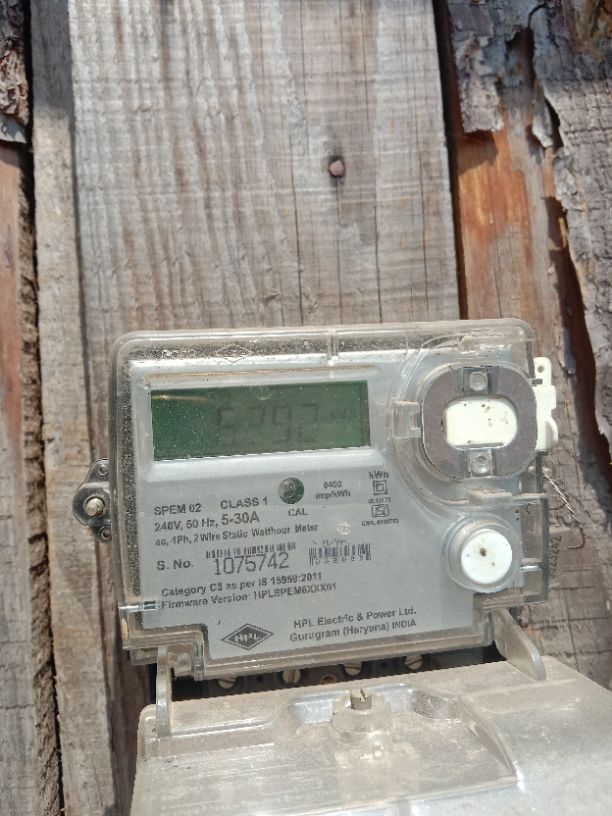 5292
SPEM 02 CLASS 1
240V, 50 Hz, 5-30A
CAL
6400
imp/kWh
kWh
ac, 1Ph, 2 Wire Static Watthour Meter
S. No. 1075742
Category C3 as per IS 15959:2011
Firmware Version: HPLSPEM6XXX01
HPL
HPL Electric & Power Ltd.
Gurugram (Haryana) INDIA